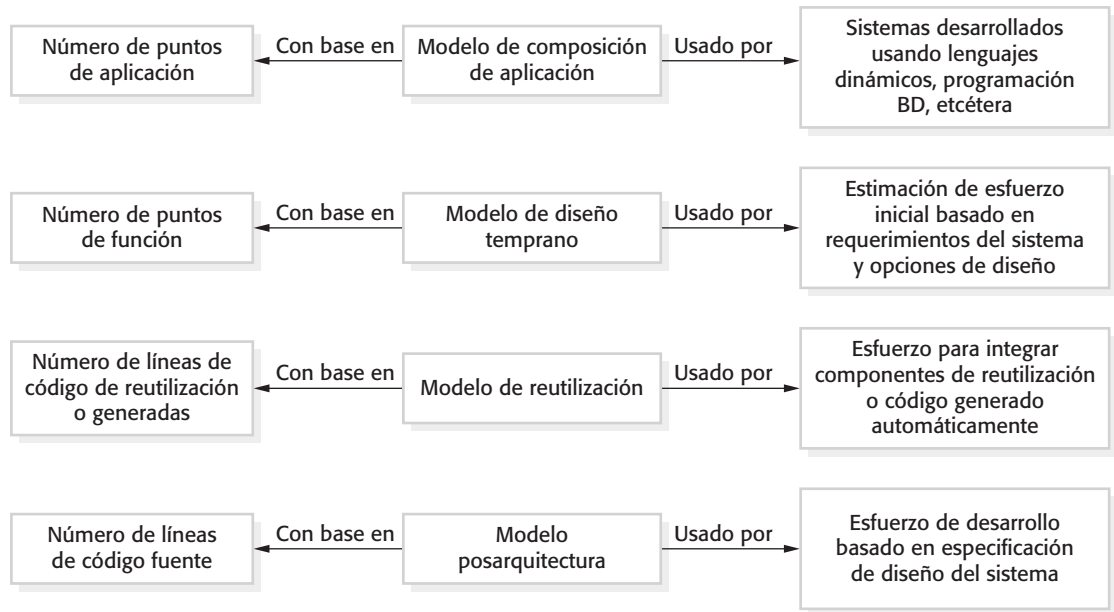 Número de puntos
de aplicación
Con base en
Modelo de composición
de aplicación
Usado por
Sistemas desarrollados
usando lenguajes
dinámicos, programación
BD, etcétera
Número de puntos
de función
Con base en
Modelo de diseño
temprano
Usado por
Estimación de esfuerzo
inicial basado en
requerimientos del sistema
y opciones de diseño
Número de líneas de
código de reutilización
o generadas
Con base en
Modelo de reutilización
Usado por
Esfuerzo para integrar
componentes de reutilización
o código generado
automáticamente
Número de líneas
de código fuente
Con base en
Modelo
posarquitectura
Usado por
Esfuerzo de desarrollo
basado en especificación
de diseño del sistema